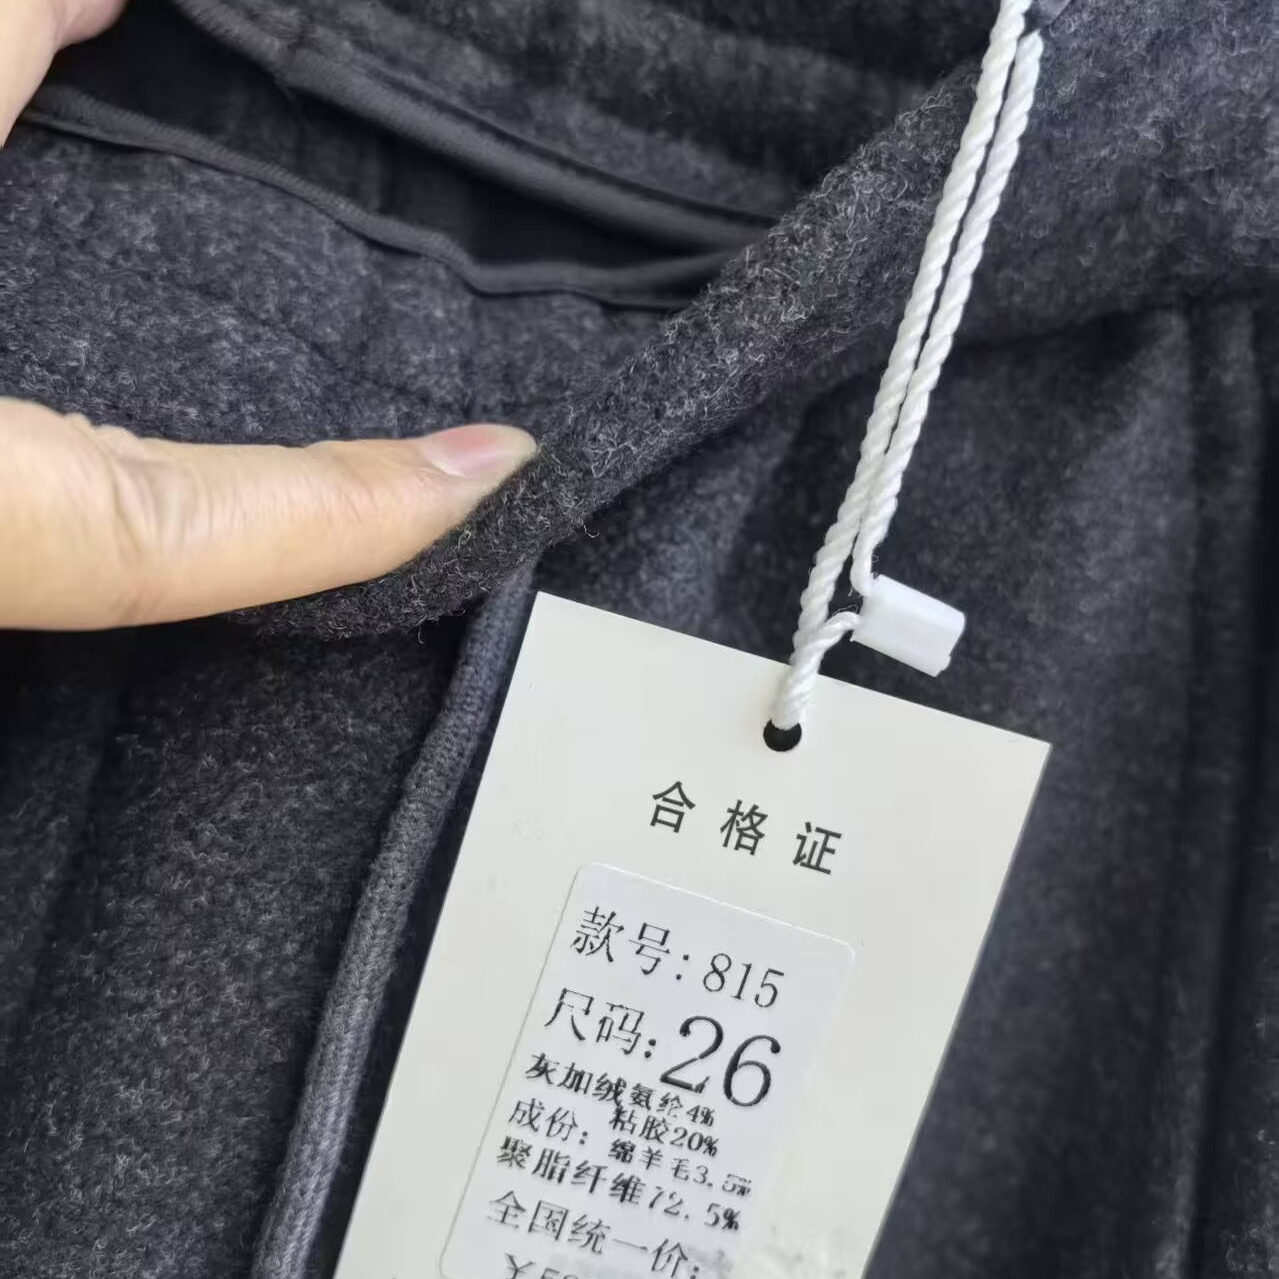 合格证
款号:815
尺码:26
灰加绒氨纶4%
粘胶20%
成份:绵羊毛3.5%
聚脂纤维72.5%
全国统一价: